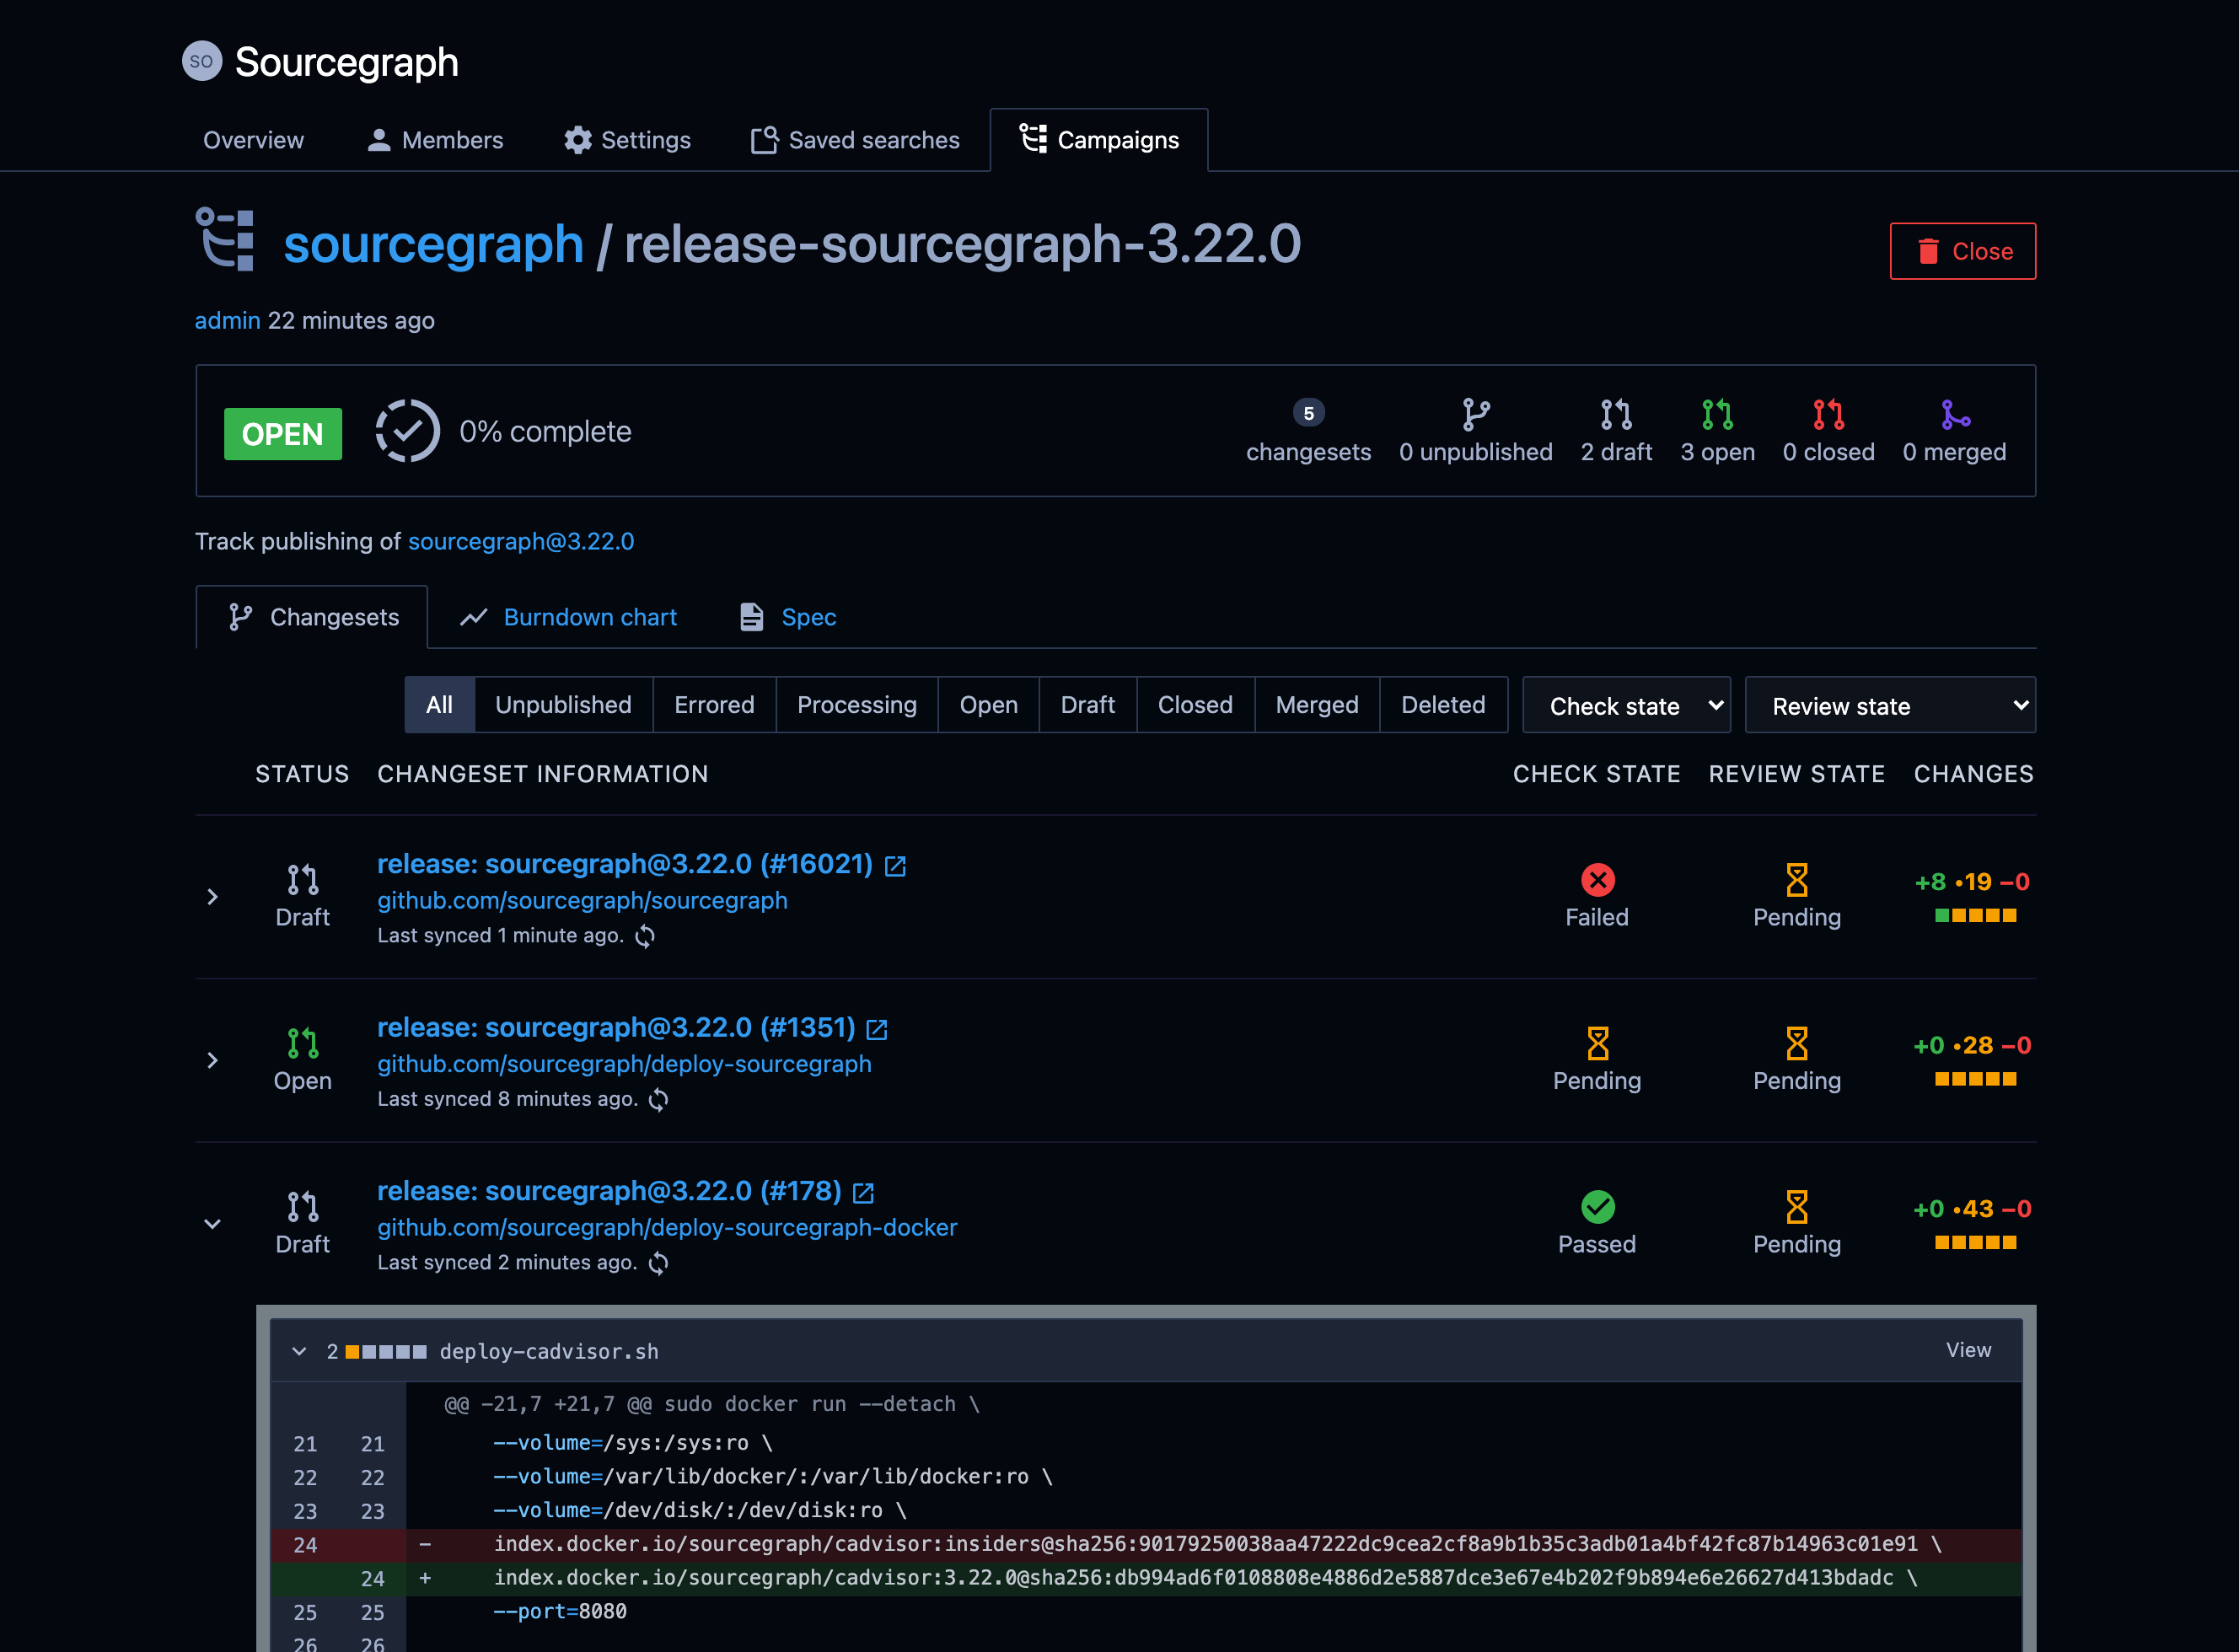 SO Sourcegraph
Overview Members Settings Saved searches Campaigns
sourcegraph / release-sourcegraph-3.22.0
Close
admin 22 minutes ago
OPEN 0% complete
5
changesets 0 unpublished 2 draft 3 open 0 closed 0 merged
Track publishing of sourcegraph@3.22.0
Changesets Burndown chart Spec
All Unpublished Errored Processing Open Draft Closed Merged Deleted Check state Review state
STATUS CHANGESET INFORMATION CHECK STATE REVIEW STATE CHANGES
release: sourcegraph@3.22.0 (#16021)
github.com/sourcegraph/sourcegraph
Last synced 1 minute ago.
Draft
Failed
Pending
+8 •19 −0
release: sourcegraph@3.22.0 (#1351)
github.com/sourcegraph/deploy-sourcegraph
Last synced 8 minutes ago.
Open
Pending
Pending
+0 •28 −0
release: sourcegraph@3.22.0 (#178)
github.com/sourcegraph/deploy-sourcegraph-docker
Last synced 2 minutes ago.
Draft
Passed
Pending
+0 •43 −0
2 deploy-cadvisor.sh View
@@ -21,7 +21,7 @@ sudo docker run --detach \
21 21 --volume=/sys:/sys:ro \
22 22 --volume=/var/lib/docker/:/var/lib/docker:ro \
23 23 --volume=/dev/disk/:/dev/disk:ro \
24 - index.docker.io/sourcegraph/cadvisor:insiders@sha256:90179250038aa47222dc9cea2cf8a9b1b35c3adb01a4bf42fc87b14963c01e91 \
24 + index.docker.io/sourcegraph/cadvisor:3.22.0@sha256:db994ad6f0108808e4886d2e5887dce3e67e4b202f9b894e6e26627d413bdadc \
25 25 --port=8080
26 26